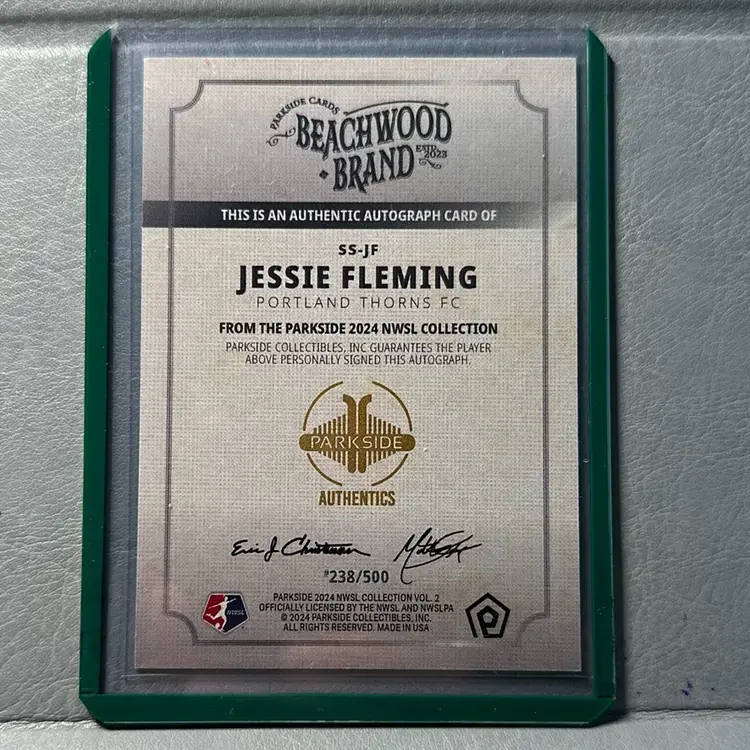 PARKSIDE CARDS
BEACHWOOD
BRAND
ESTD.
2023
THIS IS AN AUTHENTIC AUTOGRAPH CARD OF
SS-JF
JESSIE FLEMING
PORTLAND THORNS FC
FROM THE PARKSIDE 2024 NWSL COLLECTION
PARKSIDE COLLECTIBLES, INC GUARANTEES THE PLAYER
ABOVE PERSONALLY SIGNED THIS AUTOGRAPH.
PARKSIDE
AUTHENTICS
#238/500
NWSL
PARKSIDE 2024 NWSL COLLECTION VOL. 2
OFFICIALLY LICENSED BY THE NWSL AND NWSLPA
© 2024 PARKSIDE COLLECTIBLES, INC.
ALL RIGHTS RESERVED. MADE IN USA